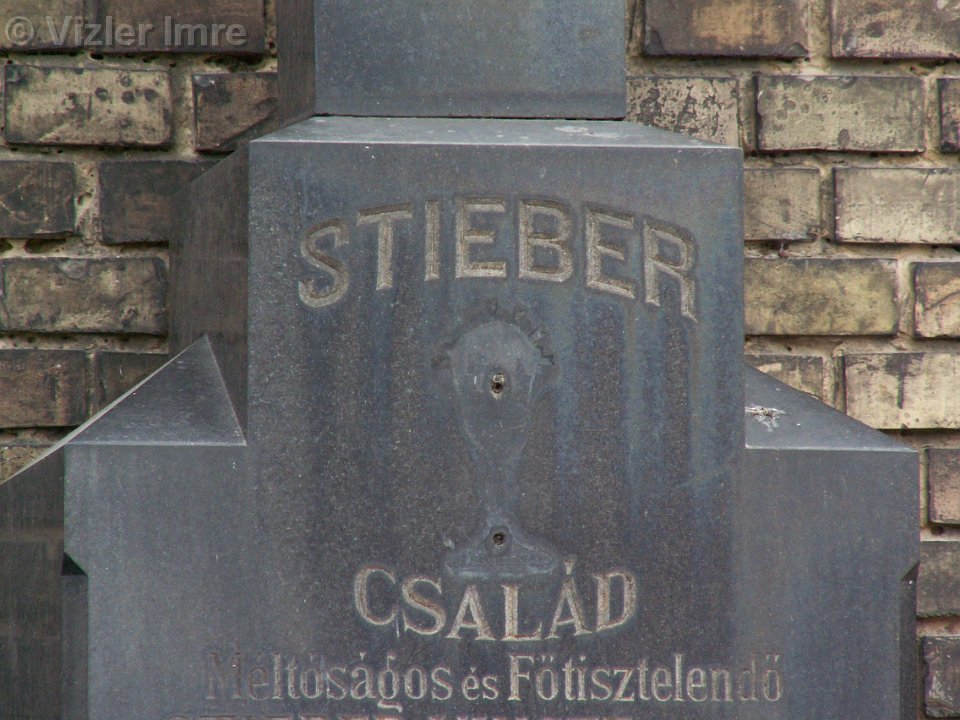 © Vizler Imre
STIEBER
CSALÁD
Méltóságos és Főtisztelendő